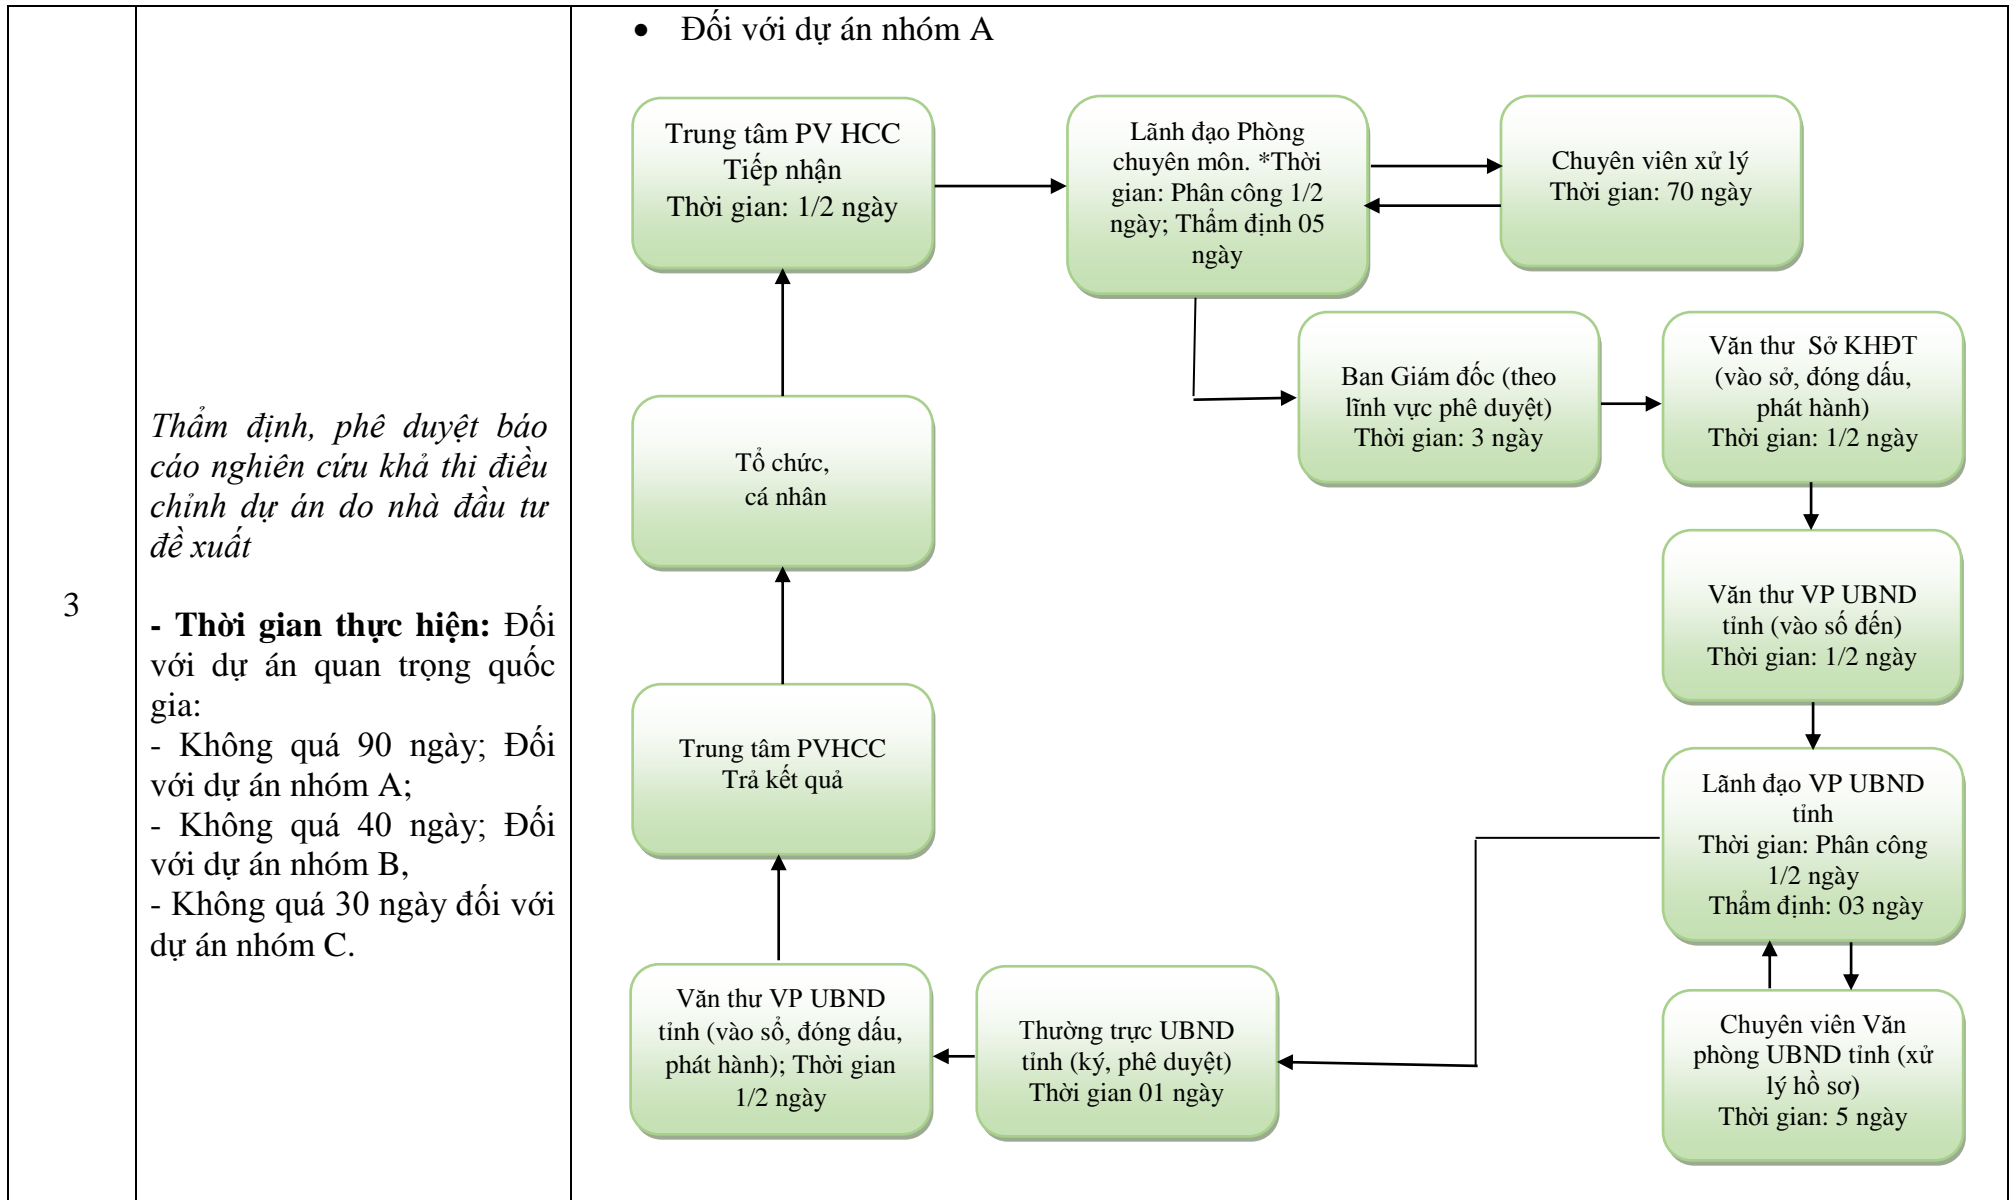 3
Thẩm định, phê duyệt báo
cáo nghiên cứu khả thi điều
chỉnh dự án do nhà đầu tư
đề xuất
- Thời gian thực hiện: Đối
với dự án quan trọng quốc
gia:
- Không quá 90 ngày; Đối
với dự án nhóm A;
- Không quá 40 ngày; Đối
với dự án nhóm B,
- Không quá 30 ngày đối với
dự án nhóm C.
• Đối với dự án nhóm A
Trung tâm PV HCC
Tiếp nhận
Thời gian: 1/2 ngày
Lãnh đạo Phòng
chuyên môn. *Thời
gian: Phân công 1/2
ngày; Thẩm định 05
ngày
Chuyên viên xử lý
Thời gian: 70 ngày
Ban Giám đốc (theo
lĩnh vực phê duyệt)
Thời gian: 3 ngày
Văn thư Sở KHĐT
(vào sở, đóng dấu,
phát hành)
Thời gian: 1/2 ngày
Tổ chức,
cá nhân
Văn thư VP UBND
tỉnh (vào số đến)
Thời gian: 1/2 ngày
Trung tâm PVHCC
Trả kết quả
Lãnh đạo VP UBND
tỉnh
Thời gian: Phân công
1/2 ngày
Thẩm định: 03 ngày
Văn thư VP UBND
tỉnh (vào sổ, đóng dấu,
phát hành); Thời gian
1/2 ngày
Thường trực UBND
tỉnh (ký, phê duyệt)
Thời gian 01 ngày
Chuyên viên Văn
phòng UBND tỉnh (xử
lý hồ sơ)
Thời gian: 5 ngày